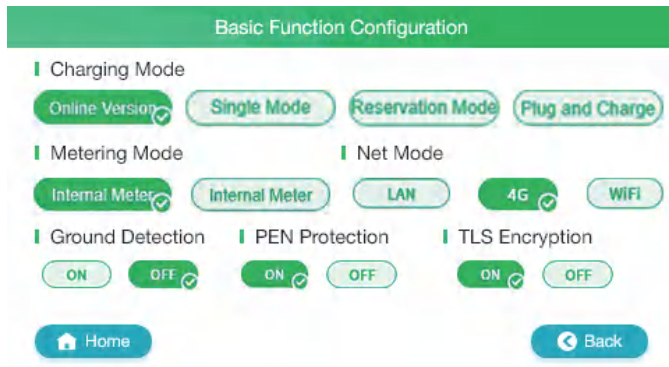 Basic Function Configuration
Charging Mode
Online Version Single Mode Reservation Mode Plug and Charge
Metering Mode Net Mode
Internal Meter Internal Meter LAN 4G WiFi
Ground Detection PEN Protection TLS Encryption
ON OFF ON OFF ON OFF
Home Back